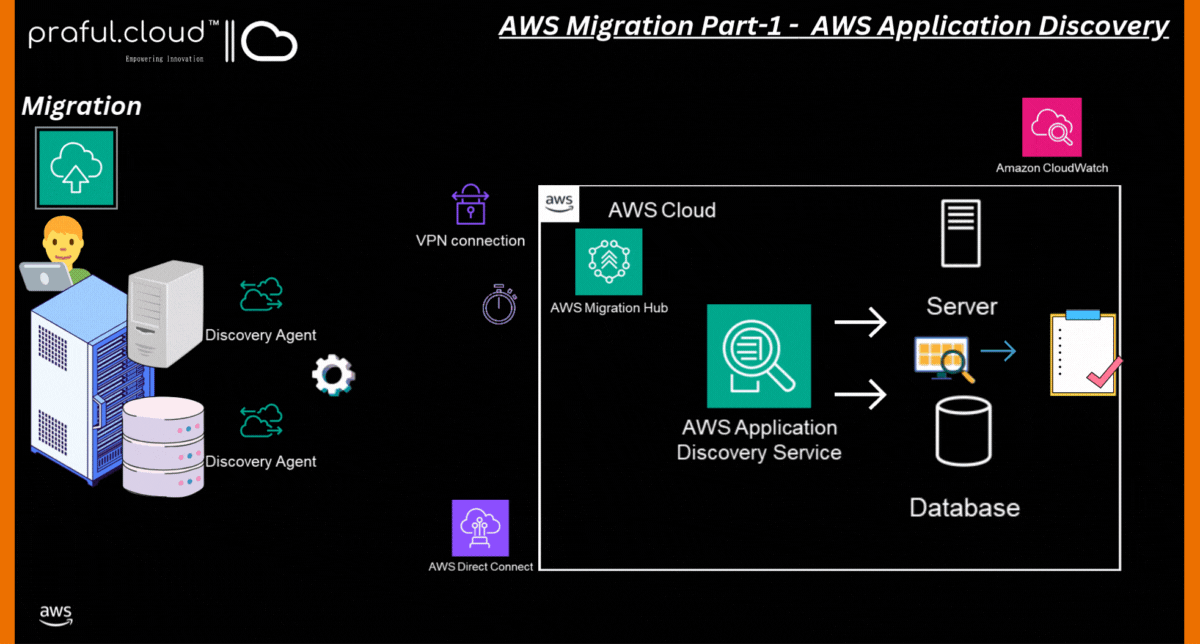 praful.cloud™
Empowering Innovation
AWS Migration Part-1 - AWS Application Discovery
Migration
Amazon CloudWatch
aws
AWS Cloud
VPN connection
AWS Migration Hub
Server
Discovery Agent
AWS Application
Discovery Service
Discovery Agent
Database
AWS Direct Connect
aws